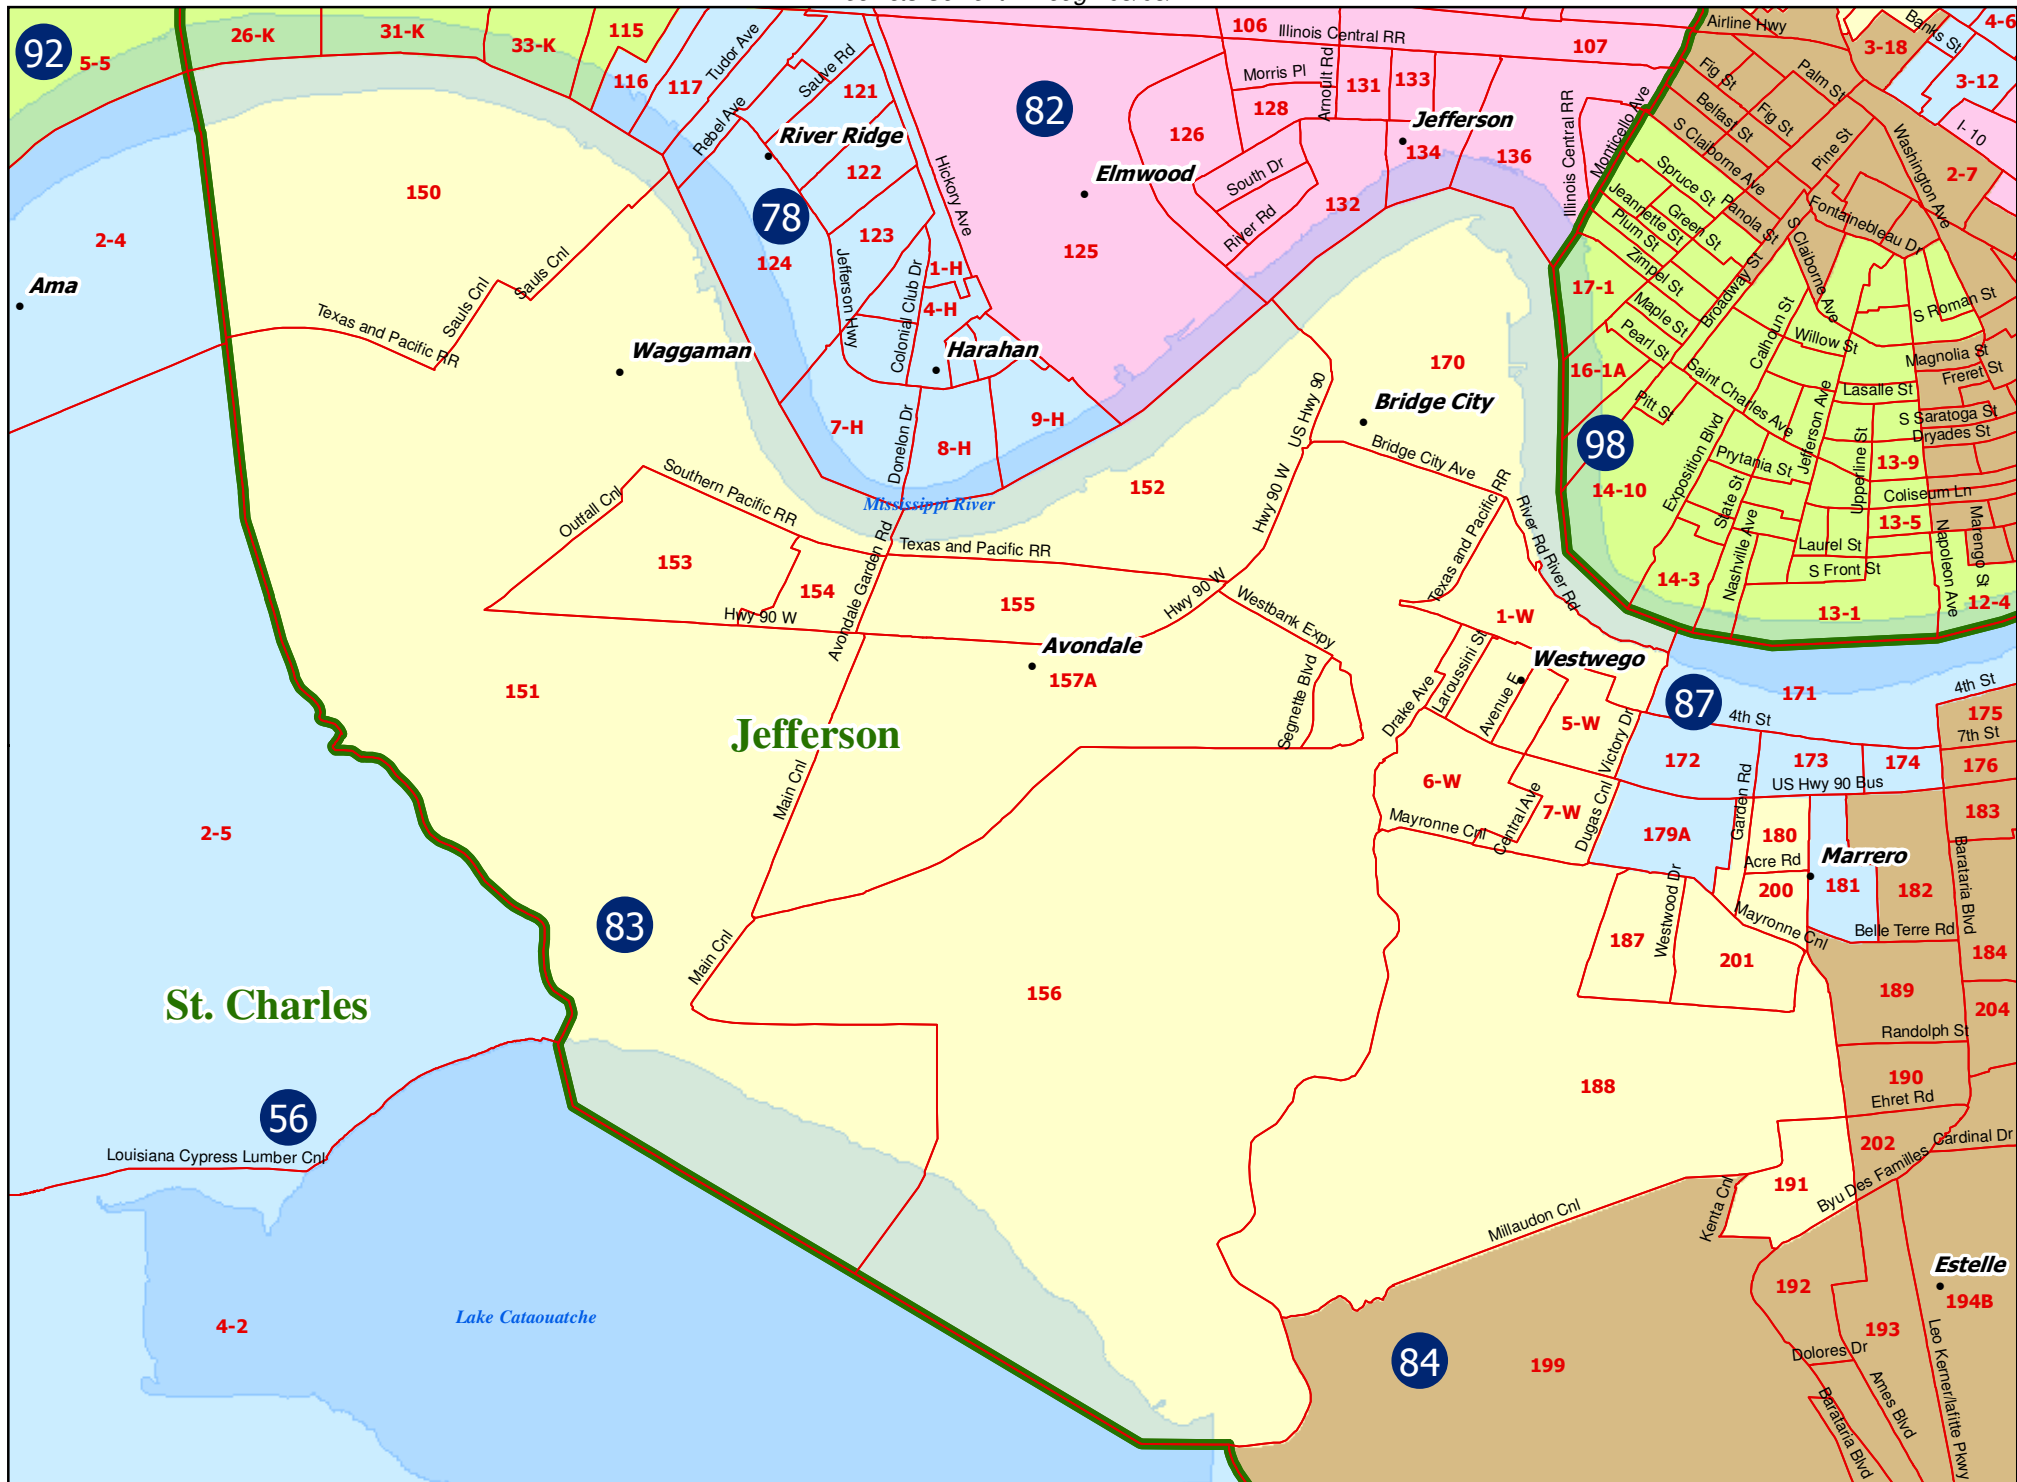 92
5-5
26-K
31-K
33-K
115
116
117
Tudor Ave
Rebel Ave
Sauve Rd
121
River Ridge
122
78
123
124
Jefferson Hwy
Colonial Club Dr
1-H
4-H
Harahan
Hickory Ave
7-H
8-H
9-H
Donelon Dr
Mississippi River
82
Elmwood
125
106
Illinois Central RR
107
Morris Pl
Arnoult Rd
131
133
128
126
Jefferson
134
136
South Dr
River Rd
132
Illinois Central RR
Monticello Ave
Airline Hwy
3-18
Banks St
4-6
3-12
I- 10
2-7
Fig St
Palm St
Belfast St
Fig St
S Claiborne Ave
Pine St
Washington Ave
Spruce St
Panola St
Fontainebleau Dr
Jeannette St
Green St
Plum St
S Claiborne Ave
Zimpel St
Broadway St
17-1
Maple St
Calhoun St
S Roman St
Pearl St
Willow St
Magnolia St
16-1A
Saint Charles Ave
Freret St
Lasalle St
Pitt St
Jefferson Ave
S Saratoga St
Dryades St
98
Exposition Blvd
Prytania St
Upperline St
13-9
14-10
State St
Coliseum Ln
13-5
Nashville Ave
Laurel St
Napoleon Ave
Marengo St
14-3
S Front St
13-1
12-4
150
2-4
Ama
Sauls Cnl
Sauls Cnl
Texas and Pacific RR
Waggaman
170
US Hwy 90
Bridge City
Bridge City Ave
152
Hwy 90 W
Texas and Pacific RR
River Rd
River Rd
Southern Pacific RR
Outfall Cnl
153
154
Avondale Garden Rd
Texas and Pacific RR
155
Hwy 90 W
Hwy 90 W
Westbank Expy
1-W
Avondale
157A
Westwego
Laroussini St
Drake Ave
Avenue E
Segnette Blvd
5-W
Victory Dr
87
171
4th St
4th St
175
7th St
172
173
174
176
US Hwy 90 Bus
151
Jefferson
Main Cnl
6-W
Mayronne Cnl
Central Ave
7-W
Dugas Cnl
179A
Garden Rd
180
183
Acre Rd
Marrero
200
181
182
Barataria Blvd
Westwood Dr
Mayronne Cnl
Belle Terre Rd
187
201
184
2-5
83
Main Cnl
156
189
204
Randolph St
St. Charles
188
190
Ehret Rd
56
Louisiana Cypress Lumber Cnl
202
Cardinal Dr
191
Byu Des Familles
Kenta Cnl
Millaudon Cnl
Estelle
194B
192
193
4-2
Lake Cataouatche
84
199
Dolores Dr
Leo Kerner/lafitte Pkwy
Ames Blvd
Barataria Blvd